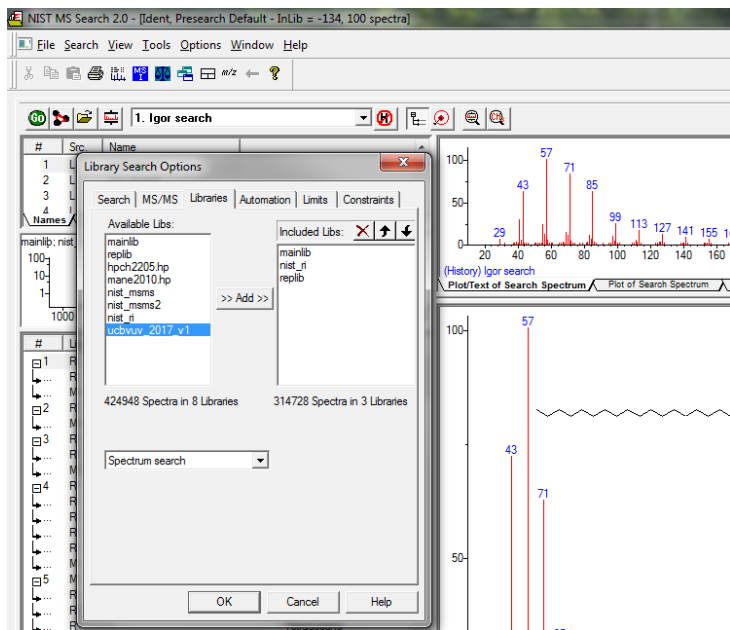 NIST MS Search 2.0 - [Ident, Presearch Default - InLib = -134, 100 spectra]
File Search View Tools Options Window Help
m/z
GO 1. Igor search
# Src. Name
1 L
2 L
3 L
4 L
Names
mainlib; nist
100-
10-
1-
1000
# Li
1 R
R
M
2 R
R
3 R
R
M
4 R
R
R
R
M
5 M
R
R
R
Library Search Options
Search MS/MS Libraries Automation Limits Constraints
Available Libs:
mainlib
replib
hpch2205.hp
mane2010.hp
nist_msms
nist_msms2
nist_ri
ucbvuv_2017_v1
>> Add >>
Included Libs:
mainlib
nist_ri
replib
424948 Spectra in 8 Libraries
314728 Spectra in 3 Libraries
Spectrum search
OK Cancel Help
100-
50-
0
57
71
43
85
99
113
127
141
155
29
20 40 60 80 100 120 140 160
(History) Igor search
Plot/Text of Search Spectrum Plot of Search Spectrum
100-
57
43
71
50-